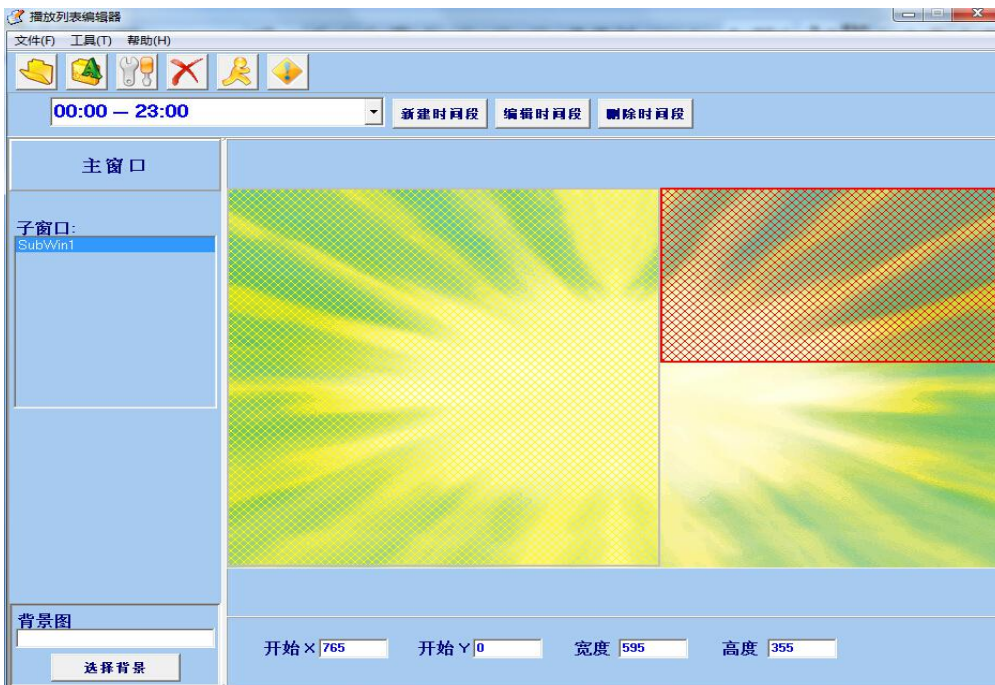 播放列表编辑器
文件(F) 工具(T) 帮助(H)
00:00 — 23:00 新建时间段 编辑时间段 删除时间段
主窗口
子窗口:
SubWin1
背景图
选择背景
开始X 765 开始Y 0 宽度 595 高度 355